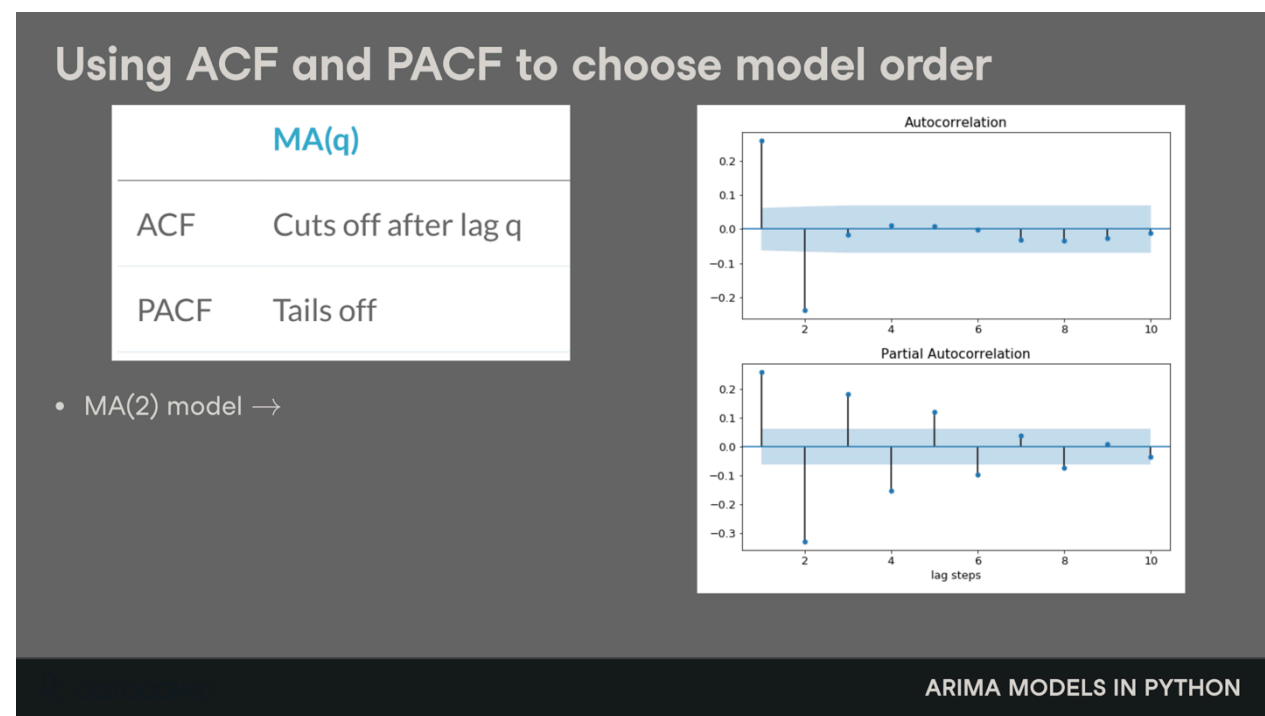 Using ACF and PACF to choose model order
MA(q)
ACF Cuts off after lag q
PACF Tails off
• MA(2) model →
Autocorrelation
0.2
0.1
0.0
−0.1
−0.2
2 4 6 8 10
Partial Autocorrelation
0.2
0.1
0.0
−0.1
−0.2
−0.3
2 4 6 8 10
lag steps
ARIMA MODELS IN PYTHON